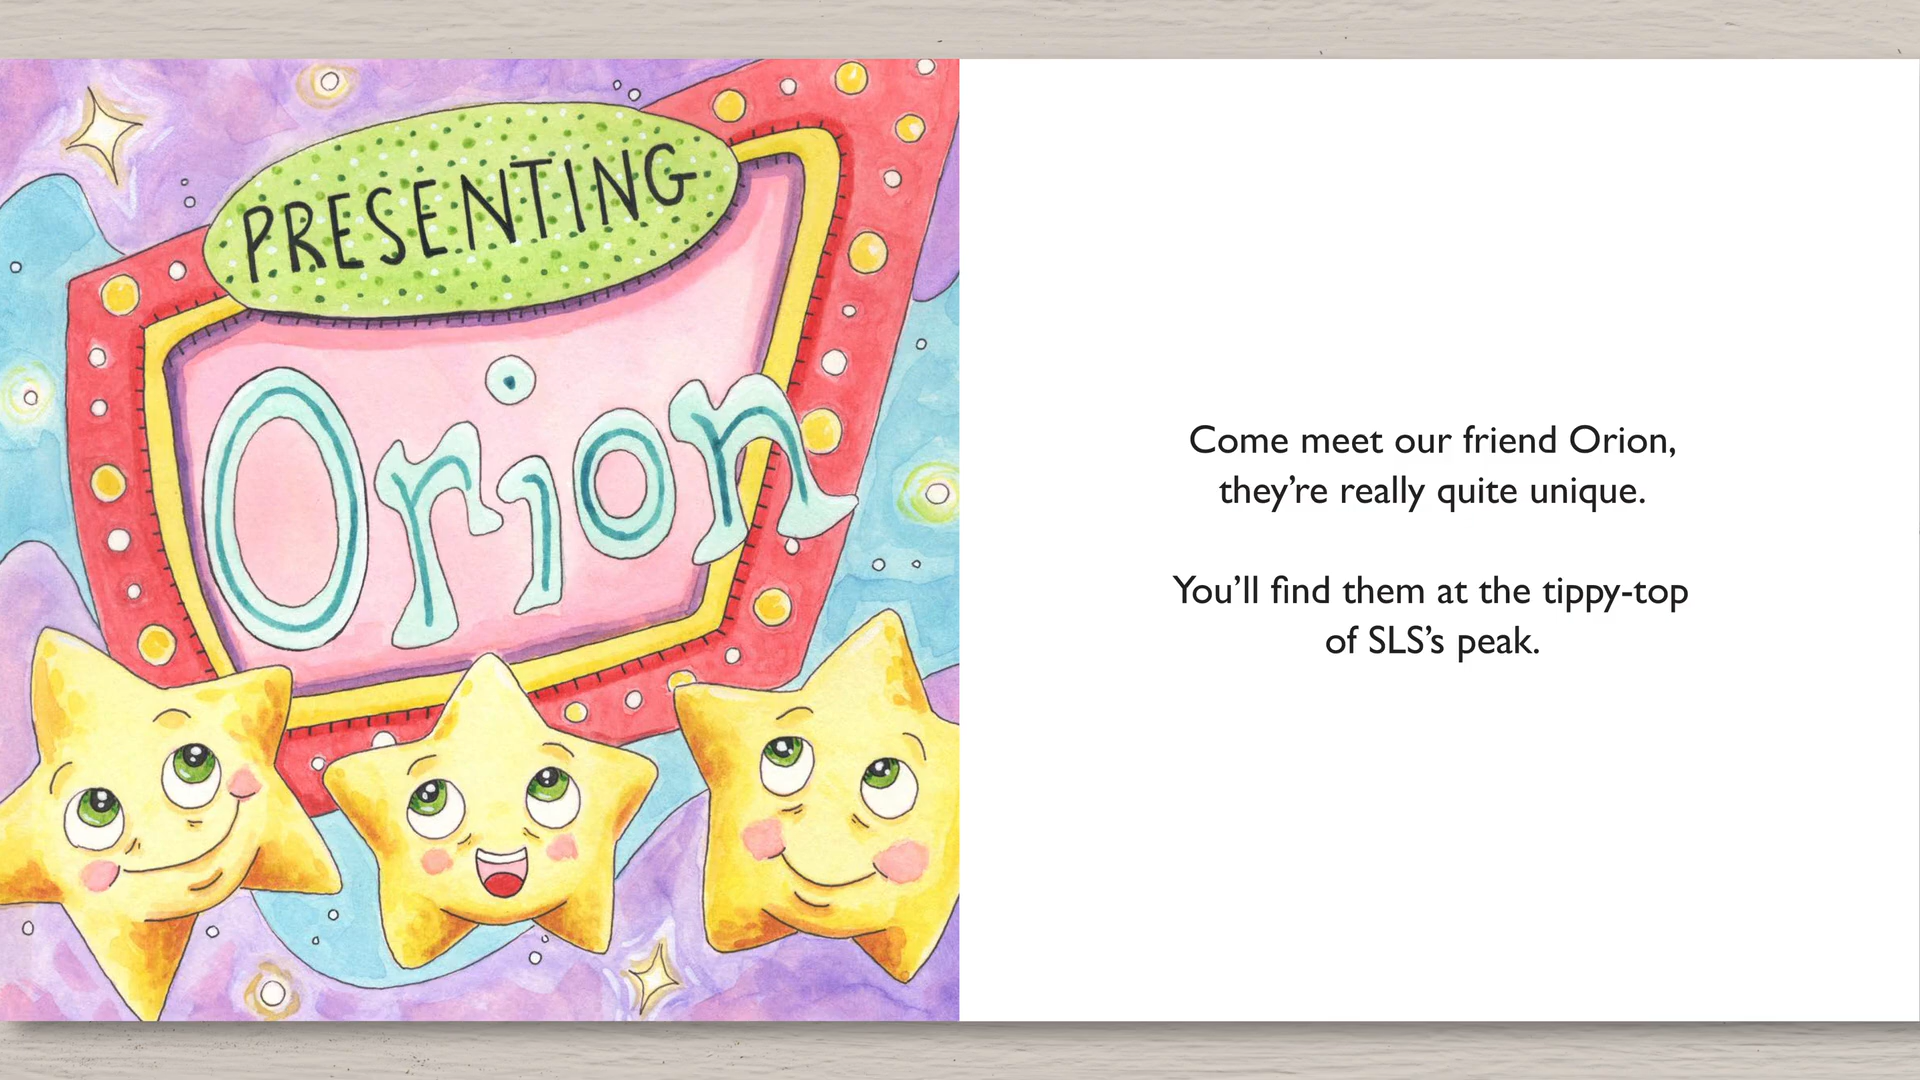 PRESENTING
Orion
Come meet our friend Orion,
they’re really quite unique.
You’ll find them at the tippy-top
of SLS’s peak.